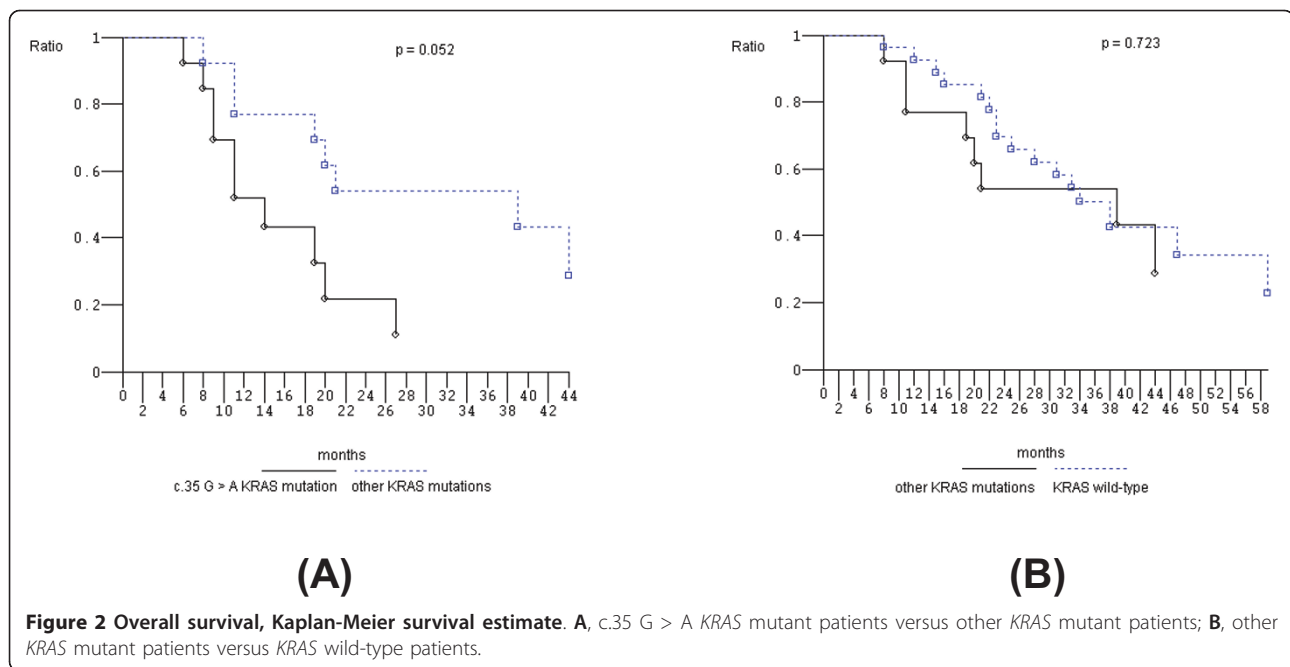 Ratio
p = 0.052
1
0.8
0.6
0.4
0.2
0
0 4 6 8 10 12 14 16 18 20 22 24 26 28 30 32 34 36 38 40 42 44
2
months
c.35 G > A KRAS mutation other KRAS mutations
(A)
Ratio
p = 0.723
1
0.8
0.6
0.4
0.2
0
0 4 6 8 10 12 14 16 18 20 22 24 26 28 30 32 34 36 38 40 42 44 46 48 50 52 54 56 58
2
months
other KRAS mutations KRAS wild-type
(B)
Figure 2 Overall survival, Kaplan-Meier survival estimate. A, c.35 G > A KRAS mutant patients versus other KRAS mutant patients; B, other
KRAS mutant patients versus KRAS wild-type patients.